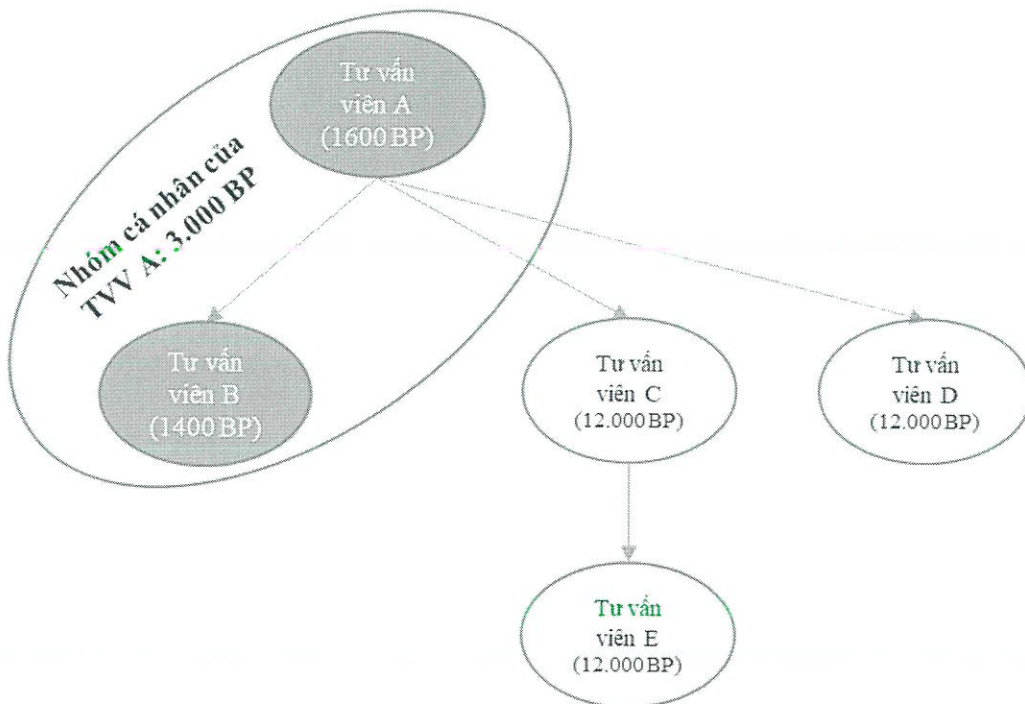 Tư vấn
viên A
(1600 BP)
Nhóm cá nhân của
TVV A: 3.000 BP
Tư vấn
viên B
(1400 BP)
Tư vấn
viên C
(12.000 BP)
Tư vấn
viên D
(12.000 BP)
Tư vấn
viên E
(12.000 BP)